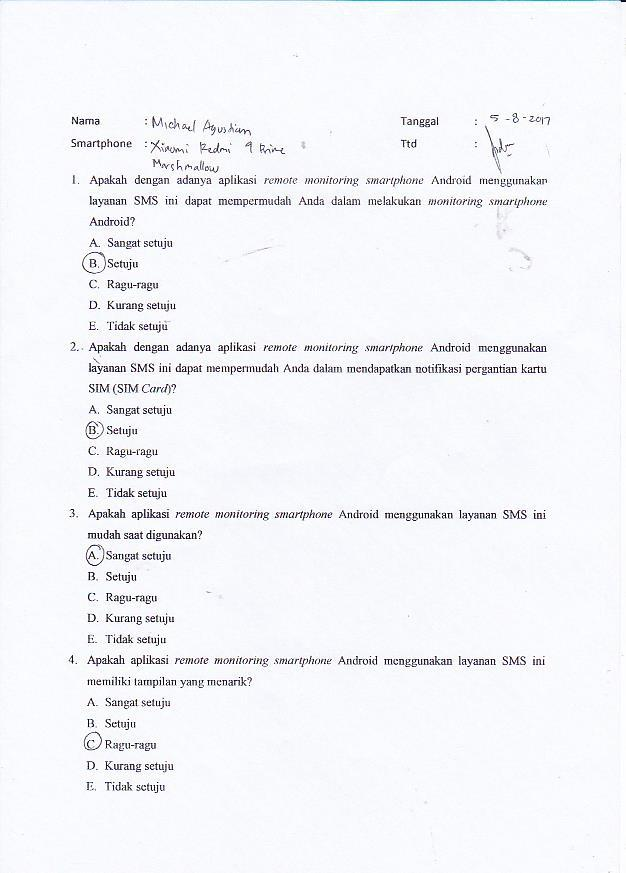 Nama : Michael Agustian Tanggal : 5-8-2017
Smartphone : Xiaomi Redmi 9 Prime Ttd :
Marshmallow
1. Apakah dengan adanya aplikasi remote monitoring smartphone Android menggunakan
layanan SMS ini dapat mempermudah Anda dalam melakukan monitoring smartphone
Android?
A. Sangat setuju
B. Setuju
C. Ragu-ragu
D. Kurang setuju
E. Tidak setuju
2. Apakah dengan adanya aplikasi remote monitoring smartphone Android menggunakan
layanan SMS ini dapat mempermudah Anda dalam mendapatkan notifikasi pergantian kartu
SIM (SIM Card)?
A. Sangat setuju
B. Setuju
C. Ragu-ragu
D. Kurang setuju
E. Tidak setuju
3. Apakah aplikasi remote monitoring smartphone Android menggunakan layanan SMS ini
mudah saat digunakan?
A. Sangat setuju
B. Setuju
C. Ragu-ragu
D. Kurang setuju
E. Tidak setuju
4. Apakah aplikasi remote monitoring smartphone Android menggunakan layanan SMS ini
memiliki tampilan yang menarik?
A. Sangat setuju
B. Setuju
C. Ragu-ragu
D. Kurang setuju
E. Tidak setuju